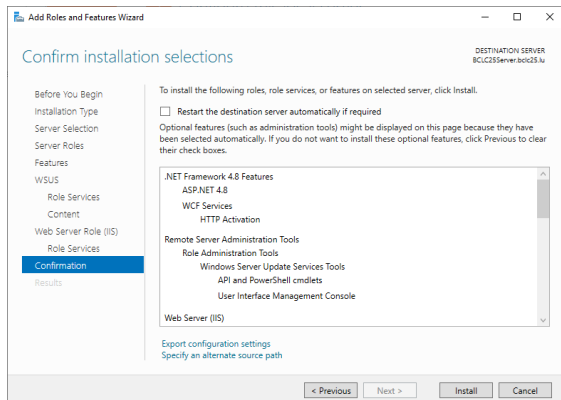 Add Roles and Features Wizard
Confirm installation selections
DESTINATION SERVER
BCLC25Server.bclc25.lu
Before You Begin
Installation Type
Server Selection
Server Roles
Features
WSUS
Role Services
Content
Web Server Role (IIS)
Role Services
Confirmation
Results
To install the following roles, role services, or features on selected server, click Install.
Restart the destination server automatically if required
Optional features (such as administration tools) might be displayed on this page because they have
been selected automatically. If you do not want to install these optional features, click Previous to clear
their check boxes.
.NET Framework 4.8 Features
ASP.NET 4.8
WCF Services
HTTP Activation
Remote Server Administration Tools
Role Administration Tools
Windows Server Update Services Tools
API and PowerShell cmdlets
User Interface Management Console
Web Server (IIS)
Export configuration settings
Specify an alternate source path
< Previous
Next >
Install
Cancel